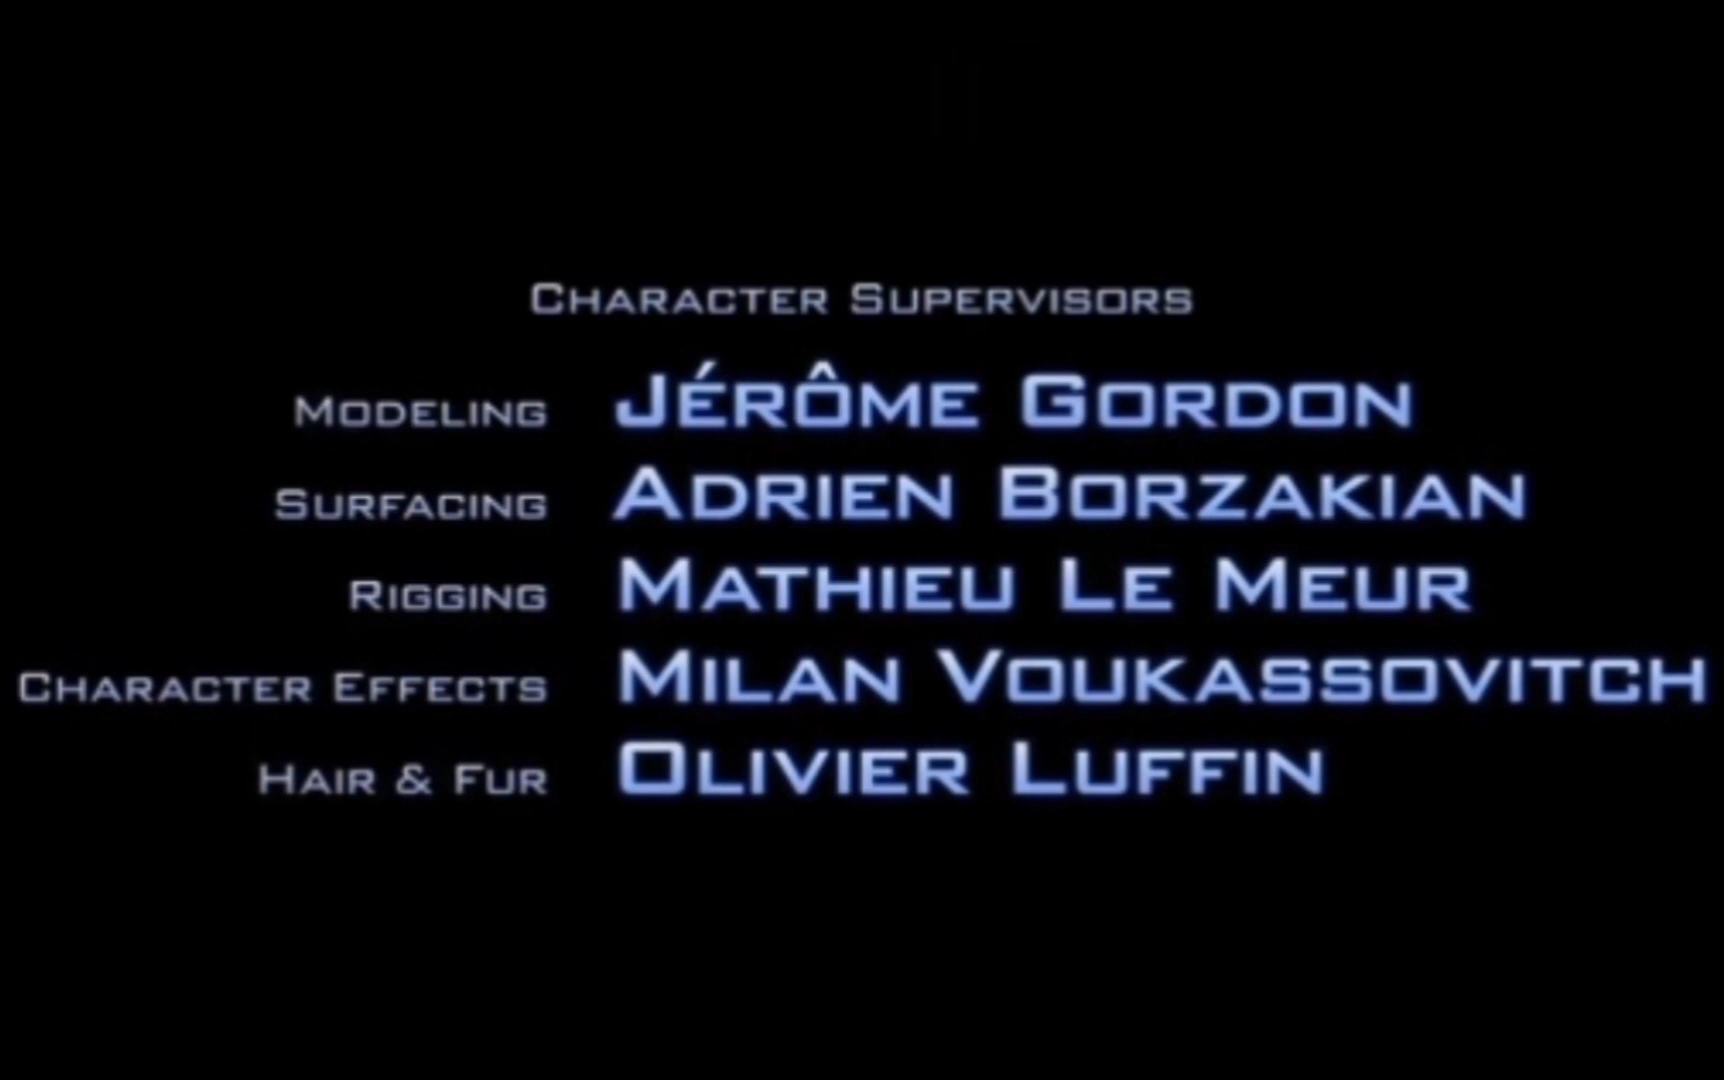 Character Supervisors
Modeling Jérôme Gordon
Surfacing Adrien Borzakian
Rigging Mathieu Le Meur
Character Effects Milan Voukassovitch
Hair & Fur Olivier Luffin